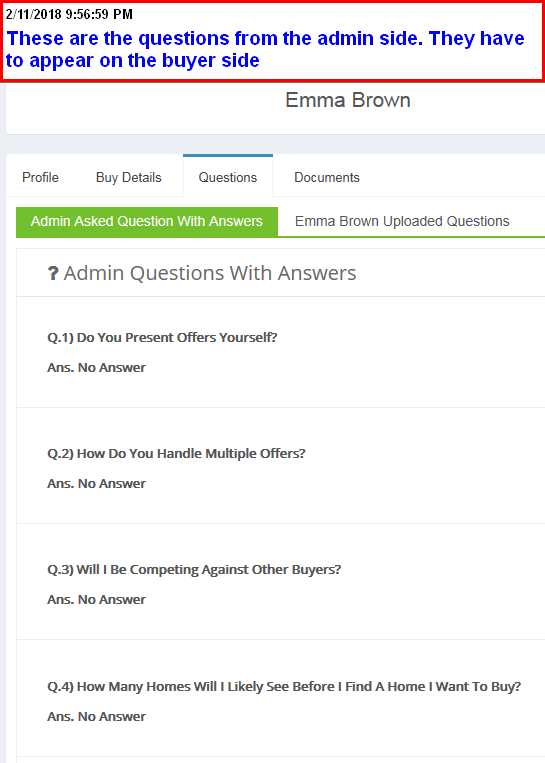 2/11/2018 9:56:59 PM
These are the questions from the admin side. They have
to appear on the buyer side
Emma Brown
Profile Buy Details Questions Documents
Admin Asked Question With Answers Emma Brown Uploaded Questions
? Admin Questions With Answers
Q.1) Do You Present Offers Yourself?
Ans. No Answer
Q.2) How Do You Handle Multiple Offers?
Ans. No Answer
Q.3) Will I Be Competing Against Other Buyers?
Ans. No Answer
Q.4) How Many Homes Will I Likely See Before I Find A Home I Want To Buy?
Ans. No Answer